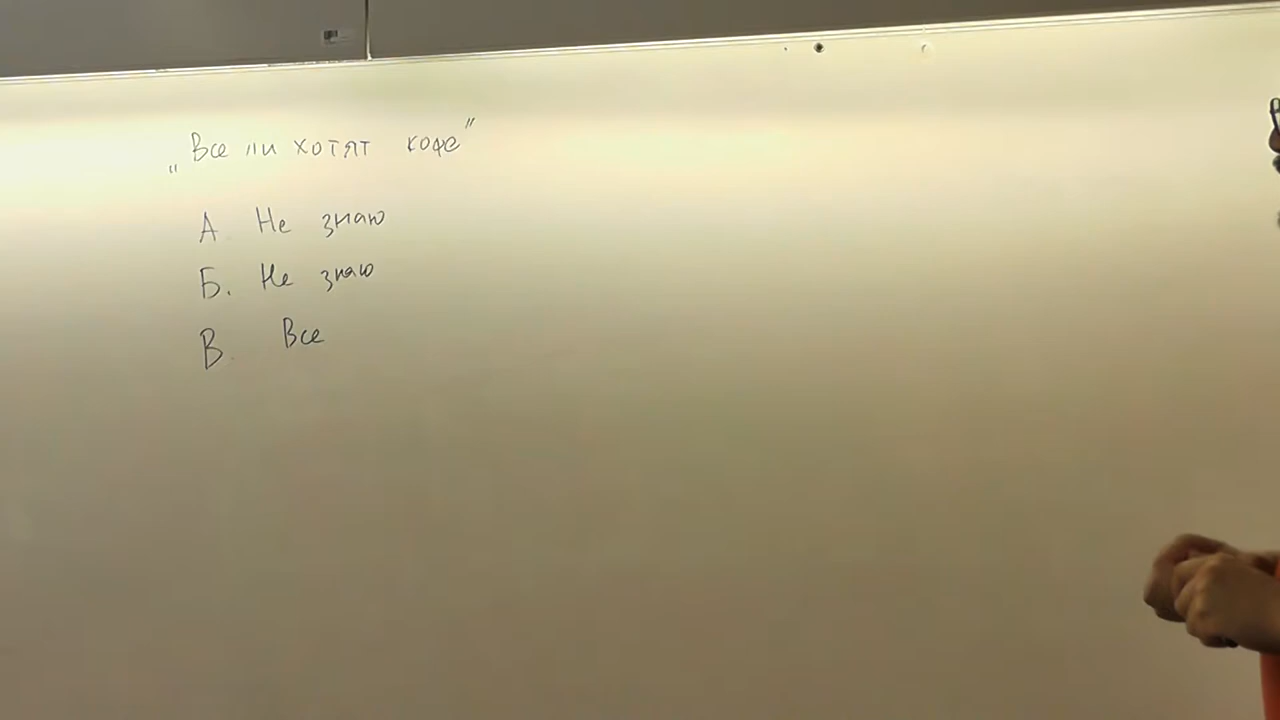 „Все ли хотят кофе"
А. Не знаю
Б. Не знаю
В. Все